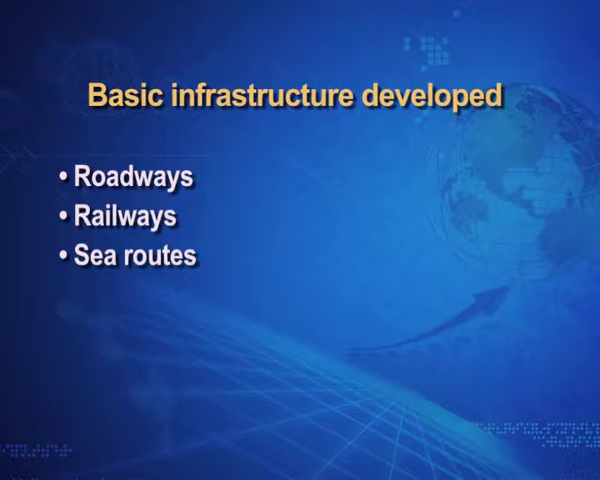 Basic infrastructure developed
• Roadways
• Railways
• Sea routes